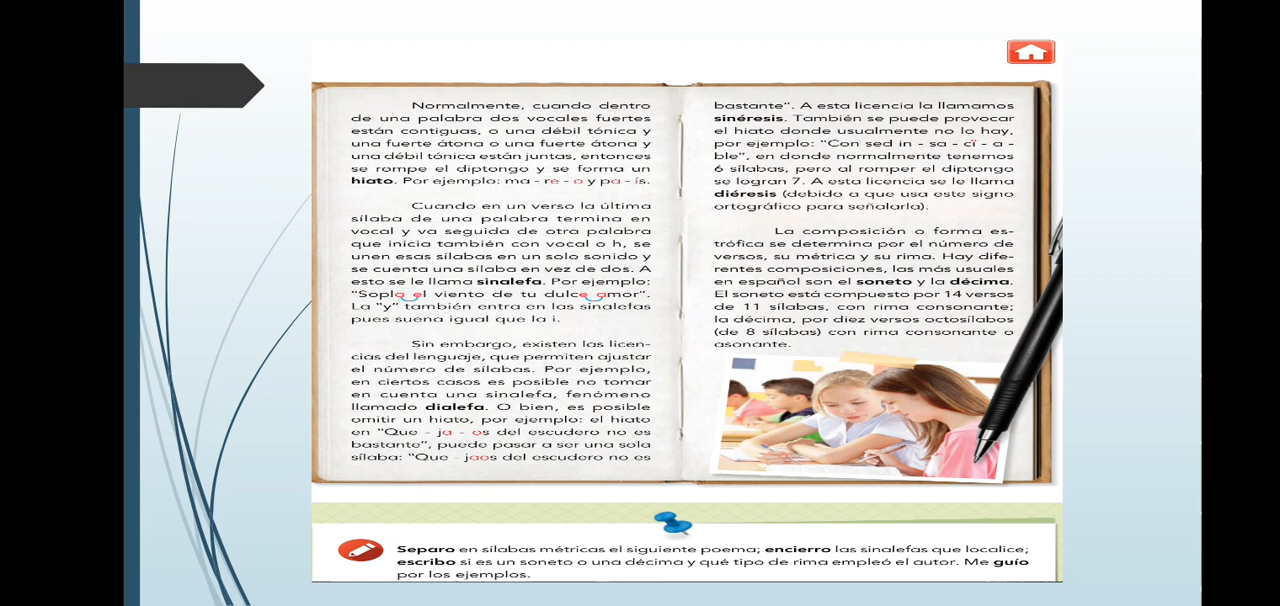 Normalmente, cuando dentro
de una palabra dos vocales fuertes
están contiguas, o una débil tónica y
una fuerte átona o una fuerte átona y
una débil tónica están juntas, entonces
se rompe el diptongo y se forma un
hiato. Por ejemplo: ma - re - o y pa - ís.
Cuando en un verso la última
sílaba de una palabra termina en
vocal y va seguida de otra palabra
que inicia también con vocal o h, se
unen esas sílabas en un solo sonido y
se cuenta una sílaba en vez de dos. A
esto se le llama sinalefa. Por ejemplo:
“Sopla el viento de tu dulce amor”.
La “y” también entra en las sinalefas
pues suena igual que la i.
Sin embargo, existen las licen-
cias del lenguaje, que permiten ajustar
el número de sílabas. Por ejemplo,
en ciertos casos es posible no tomar
en cuenta una sinalefa, fenómeno
llamado dialefa. O bien, es posible
omitir un hiato, por ejemplo: el hiato
en “Que - ja - os del escudero no es
bastante”, puede pasar a ser una sola
sílaba: “Que - jaos del escudero no es
bastante”. A esta licencia la llamamos
sinéresis. También se puede provocar
el hiato donde usualmente no lo hay,
por ejemplo: “Con sed in - sa - cï - a -
ble”, en donde normalmente tenemos
6 sílabas, pero al romper el diptongo
se logran 7. A esta licencia se le llama
diéresis (debido a que usa este signo
ortográfico para señalarla).
La composición o forma es-
trófica se determina por el número de
versos, su métrica y su rima. Hay dife-
rentes composiciones, las más usuales
en español son el soneto y la décima.
El soneto está compuesto por 14 versos
de 11 sílabas, con rima consonante;
la décima, por diez versos octosílabos
(de 8 sílabas) con rima consonante o
asonante.
Separo en sílabas métricas el siguiente poema; encierro las sinalefas que localice;
escribo si es un soneto o una décima y qué tipo de rima empleó el autor. Me guío
por los ejemplos.